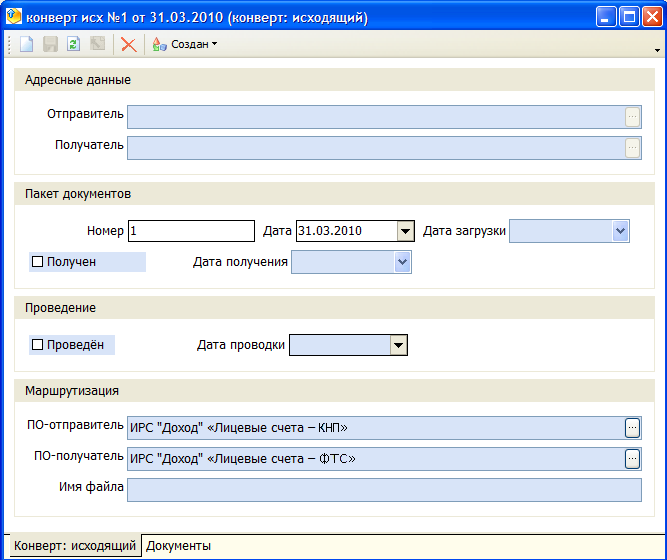 конверт исх №1 от 31.03.2010 (конверт: исходящий)
Создан
Адресные данные
Отправитель
...
Получатель
...
Пакет документов
Номер 1 Дата 31.03.2010 Дата загрузки
Получен Дата получения
Проведение
Проведён Дата проводки
Маршрутизация
ПО-отправитель ИРС "Доход" «Лицевые счета – КНП» ...
ПО-получатель ИРС "Доход" «Лицевые счета – ФТС» ...
Имя файла
Конверт: исходящий Документы